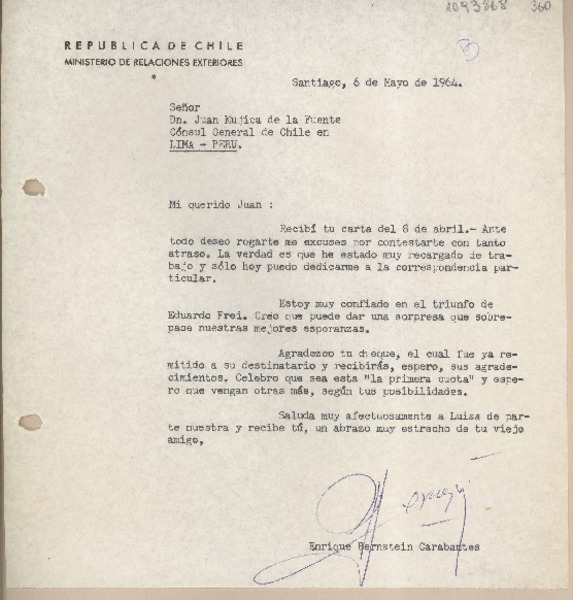 1093368 360
REPUBLICA DE CHILE
MINISTERIO DE RELACIONES EXTERIORES
Santiago, 6 de Mayo de 1964.
Señor
Dn. Juan Mujica de la Fuente
Cónsul General de Chile en
LIMA - PERU.
Mi querido Juan :
Recibí tu carta del 8 de abril.- Ante
todo deseo rogarte me excuses por contestarte con tanto
atraso. La verdad es que he estado muy recargado de tra-
bajo y sólo hoy puedo dedicarme a la correspondencia par-
ticular.
Estoy muy confiado en el triunfo de
Eduardo Frei. Creo que puede dar una sorpresa que sobre-
pase nuestras mejores esperanzas.
Agradezco tu cheque, el cual fue ya re-
mitido a su destinatario y recibirás, espero, sus agrade-
cimientos. Celebro que sea esta "la primera cuota" y espe-
ro que vengan otras más, según tus posibilidades.
Saluda muy afectuosamente a Luisa de par-
te nuestra y recibe tú, un abrazo muy estrecho de tu viejo
amigo,
Enrique Bernstein Carabantes